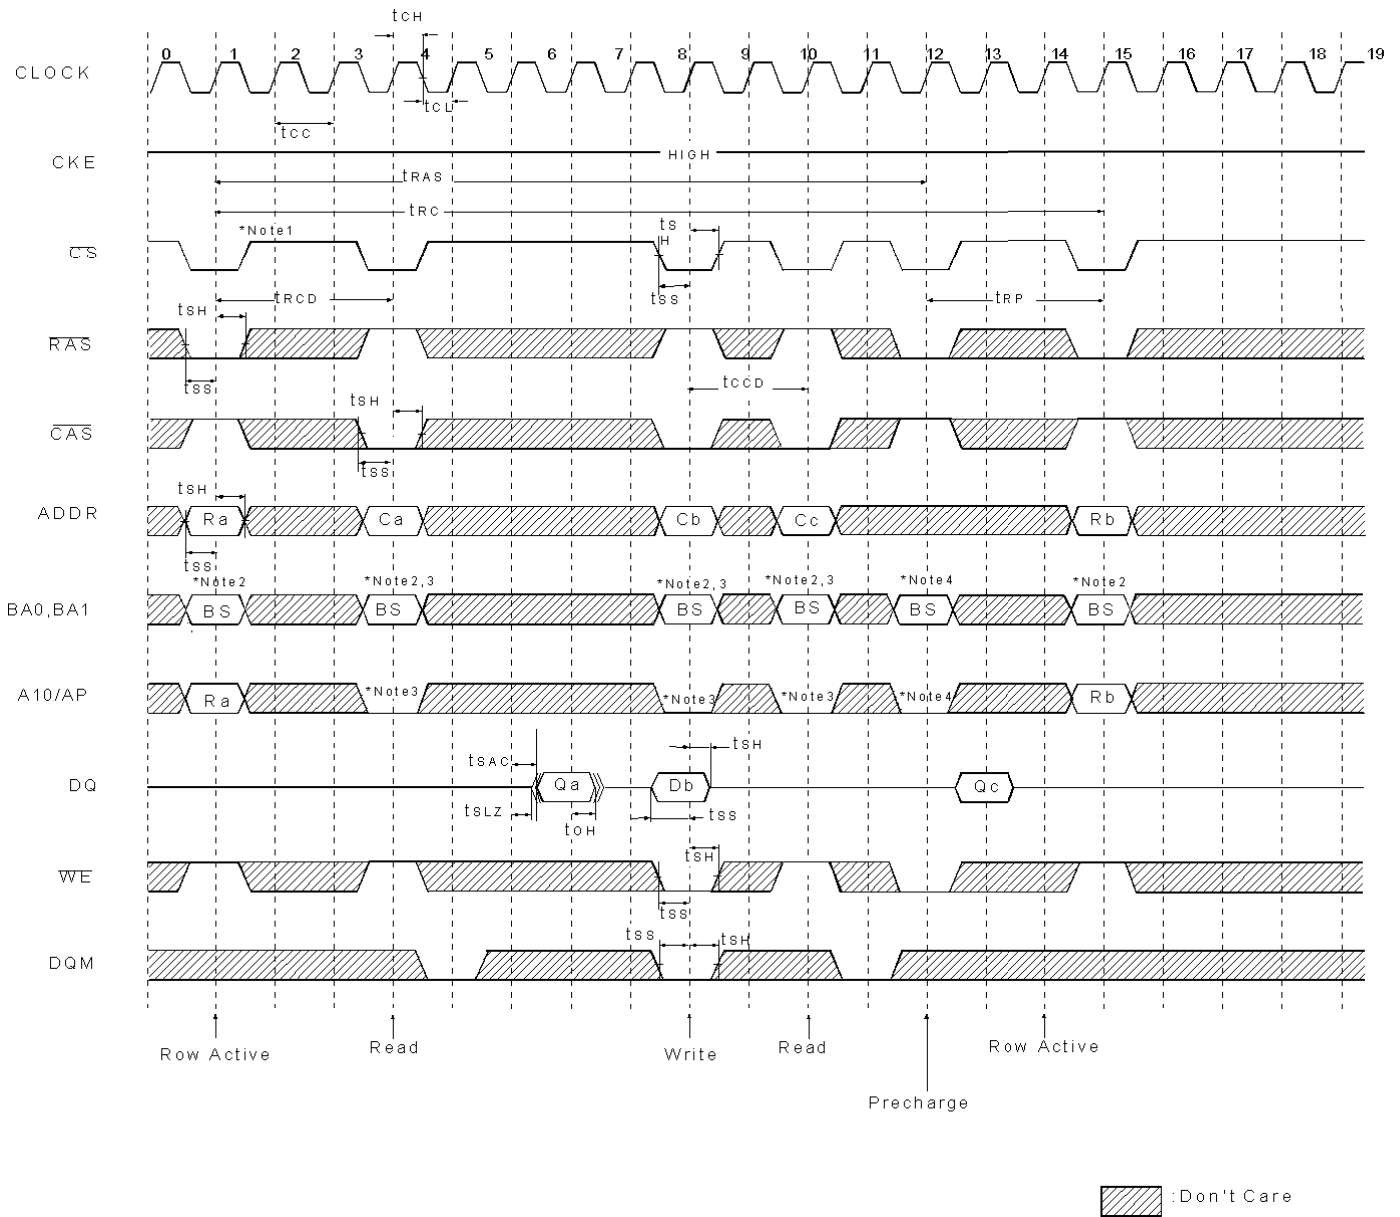 tCH
0 1 2 3 4 5 6 7 8 9 10 11 12 13 14 15 16 17 18 19
CLOCK
tCL
tCC
CKE
HIGH
tRAS
tRC
*Note1
tSH
CS
tSS
tRCD
tRP
tSH
RAS
tSS
tCCD
tSH
CAS
tSS
tSH
ADDR
Ra Ca Cb Cc Rb
tSS
*Note2 *Note2,3 *Note2,3 *Note2,3 *Note4 *Note2
BA0,BA1
BS BS BS BS BS BS
A10/AP
Ra *Note3 *Note3 *Note3 *Note4 Rb
tSH
tSAC
DQ
Qa Db Qc
tSLZ
tOH
tSS
tSH
WE
tSS
tSS tSH
DQM
Row Active Read Write Read Row Active
Precharge
:Don't Care